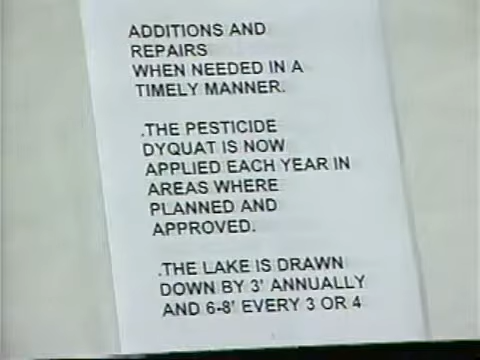 ADDITIONS AND
REPAIRS
WHEN NEEDED IN A
TIMELY MANNER.
.THE PESTICIDE
DYQUAT IS NOW
APPLIED EACH YEAR IN
AREAS WHERE
PLANNED AND
APPROVED.
.THE LAKE IS DRAWN
DOWN BY 3' ANNUALLY
AND 6-8' EVERY 3 OR 4